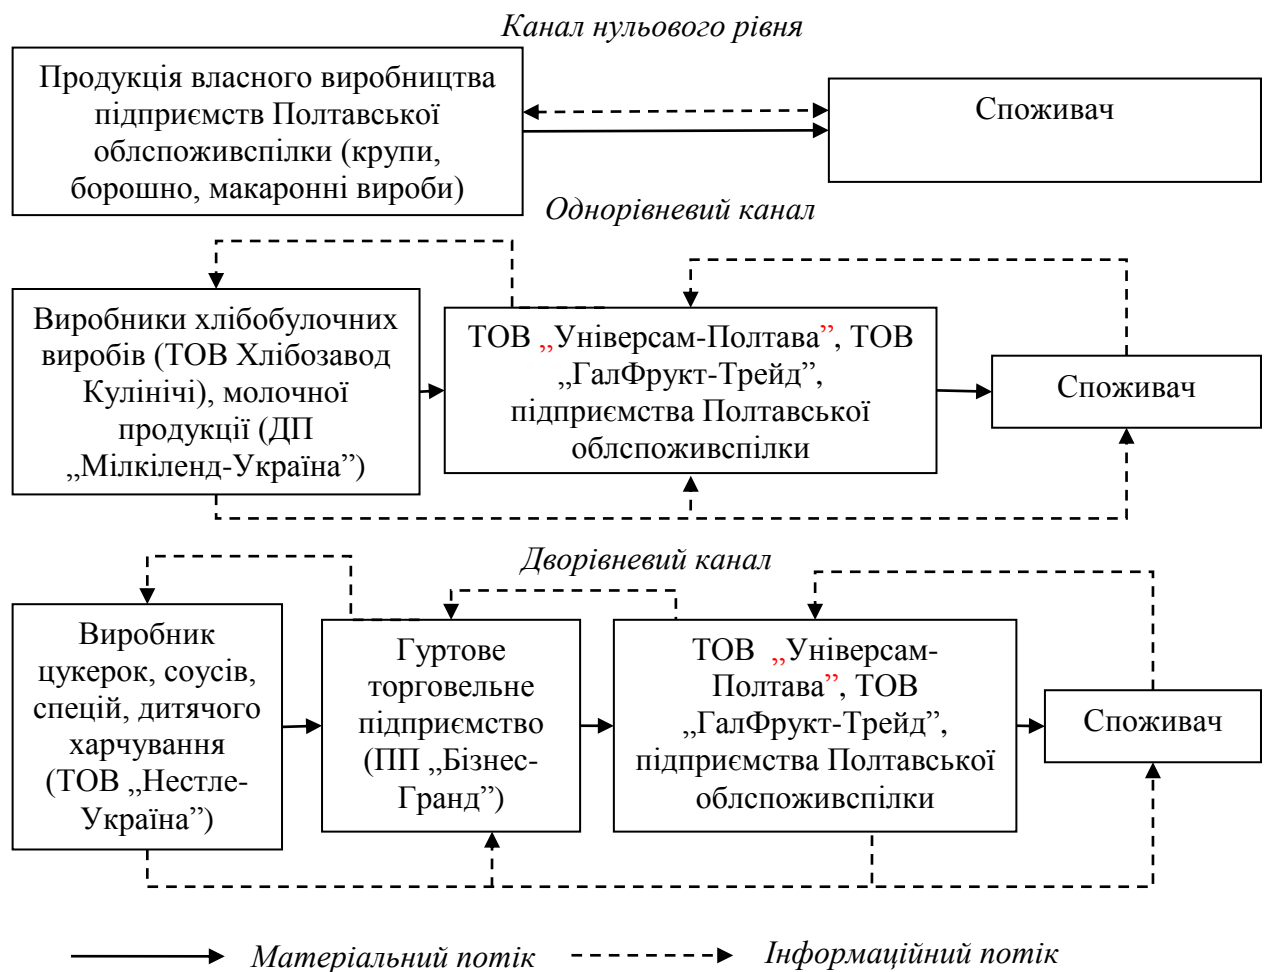 Канал нульового рівня
Продукція власного виробництва
підприємств Полтавської
облспоживспілки (крупи,
борошно, макаронні вироби)
Споживач
Однорівневий канал
Виробники хлібобулочних
виробів (ТОВ Хлібозавод
Кулінічі), молочної
продукції (ДП
„Мілкіленд-Україна”)
ТОВ „Універсам-Полтава”, ТОВ
„ГалФрукт-Трейд”,
підприємства Полтавської
облспоживспілки
Споживач
Дворівневий канал
Виробник
цукерок, соусів,
спецій, дитячого
харчування
(ТОВ „Нестле-
Україна”)
Гуртове
торговельне
підприємство
(ПП „Бізнес-
Гранд”)
ТОВ „Універсам-
Полтава”, ТОВ
„ГалФрукт-Трейд”,
підприємства Полтавської
облспоживспілки
Споживач
Матеріальний потік
Інформаційний потік